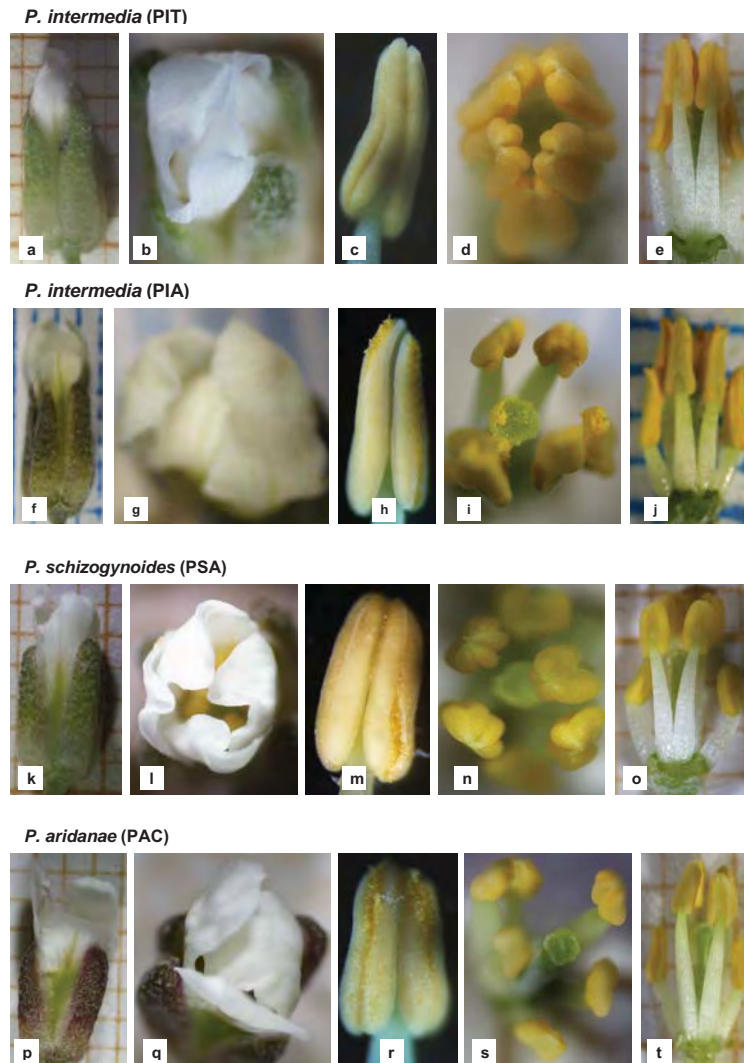 P. intermedia (PIT)
a b c d e
P. intermedia (PIA)
f g h i j
P. schizogynoides (PSA)
k l m n o
P. aridanae (PAC)
p q r s t